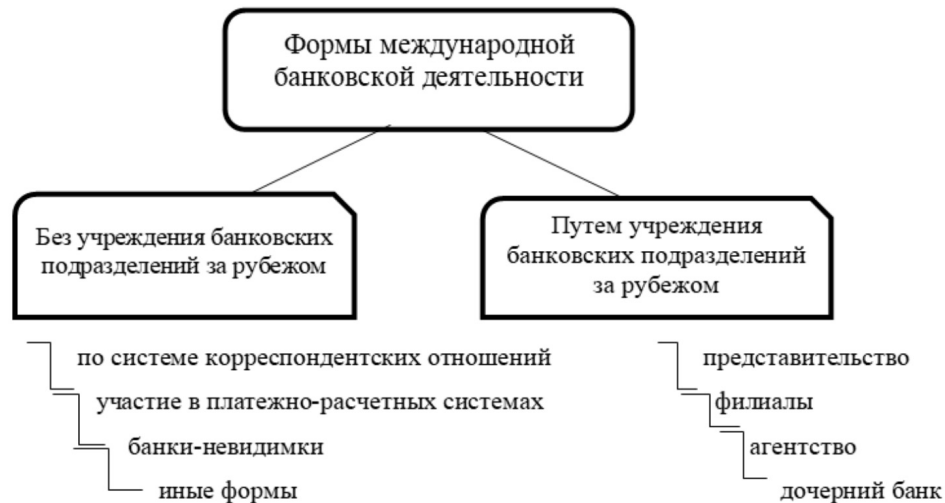 Формы международной
банковской деятельности
Без учреждения банковских
подразделений за рубежом
по системе корреспондентских отношений
участие в платежно-расчетных системах
банки-невидимки
иные формы
Путем учреждения
банковских подразделений
за рубежом
представительство
филиалы
агентство
дочерний банк